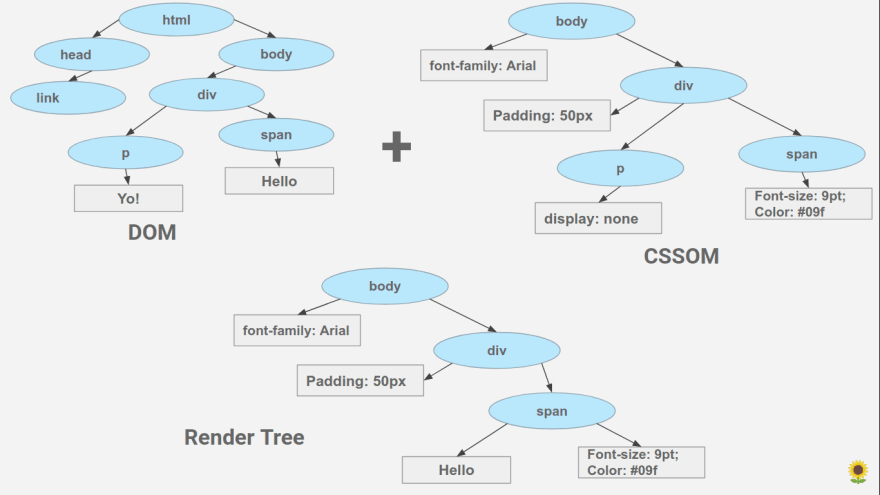 html
head
body
link
div
p
span
Yo!
Hello
DOM
body
font-family: Arial
div
Padding: 50px
p
span
display: none
Font-size: 9pt;
Color: #09f
CSSOM
body
font-family: Arial
div
Padding: 50px
span
Render Tree
Hello
Font-size: 9pt;
Color: #09f